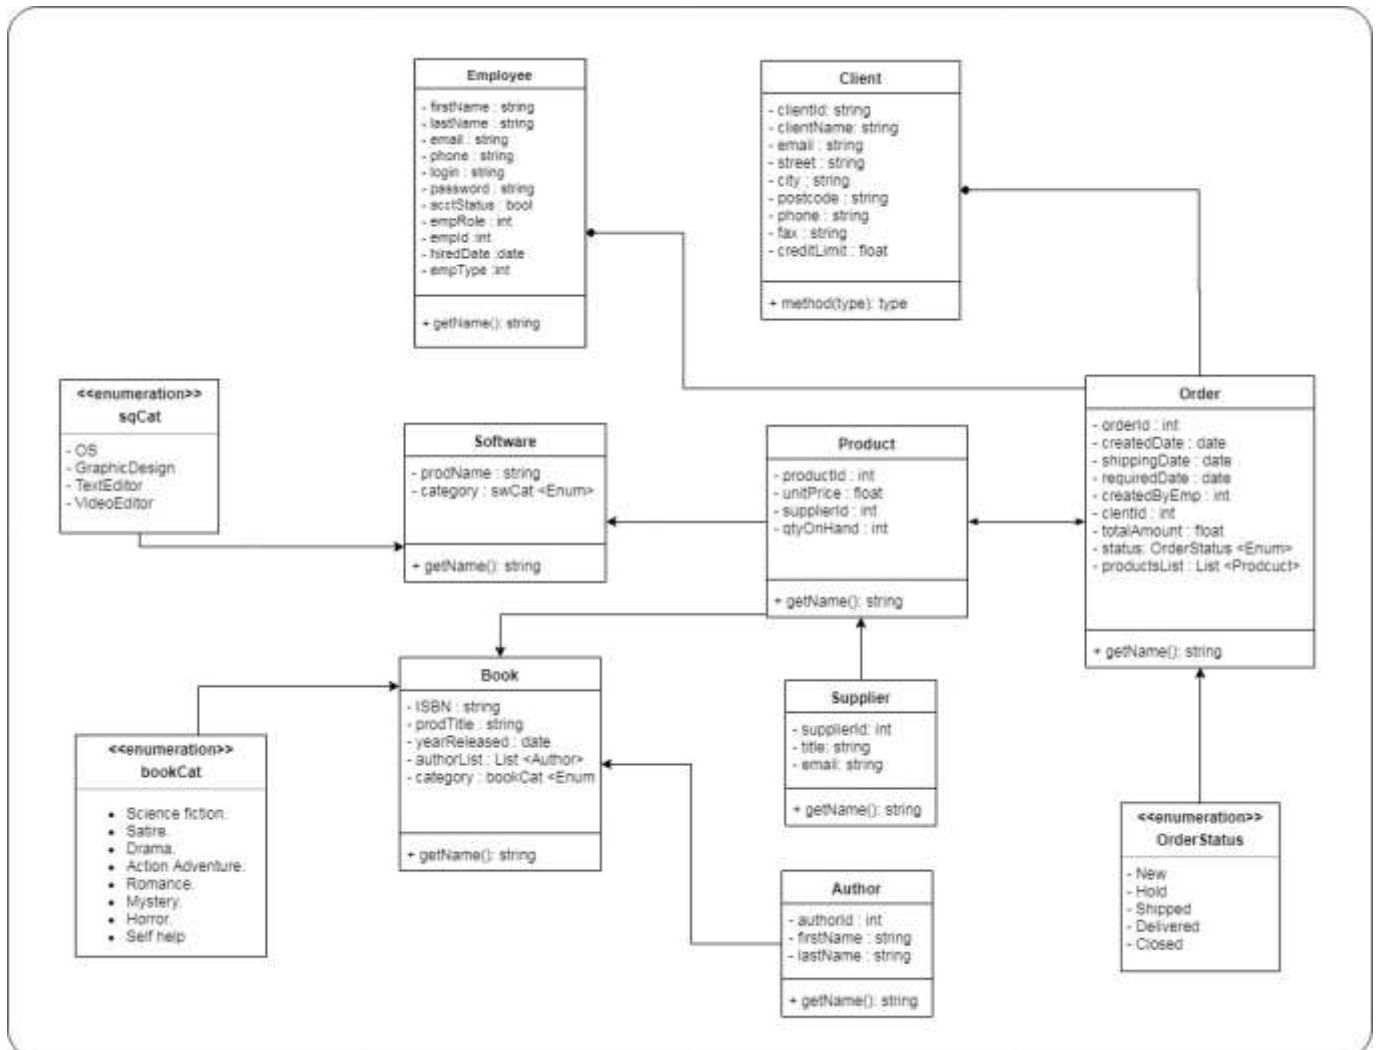 Employee
- firstName : string
- lastName : string
- email : string
- phone : string
- login : string
- password : string
- acctStatus : bool
- empRole : int
- empId :int
- hiredDate :date
- empType :int
+ getName(): string
Client
- clientId: string
- clientName: string
- email : string
- street : string
- city : string
- postcode : string
- phone : string
- fax : string
- creditLimit : float
+ method(type): type
<<enumeration>>
sqCat
- OS
- GraphicDesign
- TextEditor
- VideoEditor
Software
- prodName : string
- category : swCat <Enum>
+ getName(): string
Product
- productId : int
- unitPrice : float
- supplierId : int
- qtyOnHand : int
+ getName(): string
Order
- orderId : int
- createdDate : date
- shippingDate : date
- requiredDate : date
- createdByEmp : int
- clentId : int
- totalAmount : float
- status: OrderStatus <Enum>
- productsList : List <Prodcuct>
+ getName(): string
<<enumeration>>
bookCat
• Science fiction.
• Satire.
• Drama.
• Action Adventure.
• Romance.
• Mystery.
• Horror.
• Self help
Book
- ISBN : string
- prodTitle : string
- yearReleased : date
- authorList : List <Author>
- category : bookCat <Enum
+ getName(): string
Supplier
- supplierId: int
- title: string
- email: string
+ getName(): string
Author
- authorId : int
- firstName : string
- lastName : string
+ getName(): string
<<enumeration>>
OrderStatus
- New
- Hold
- Shipped
- Delivered
- Closed